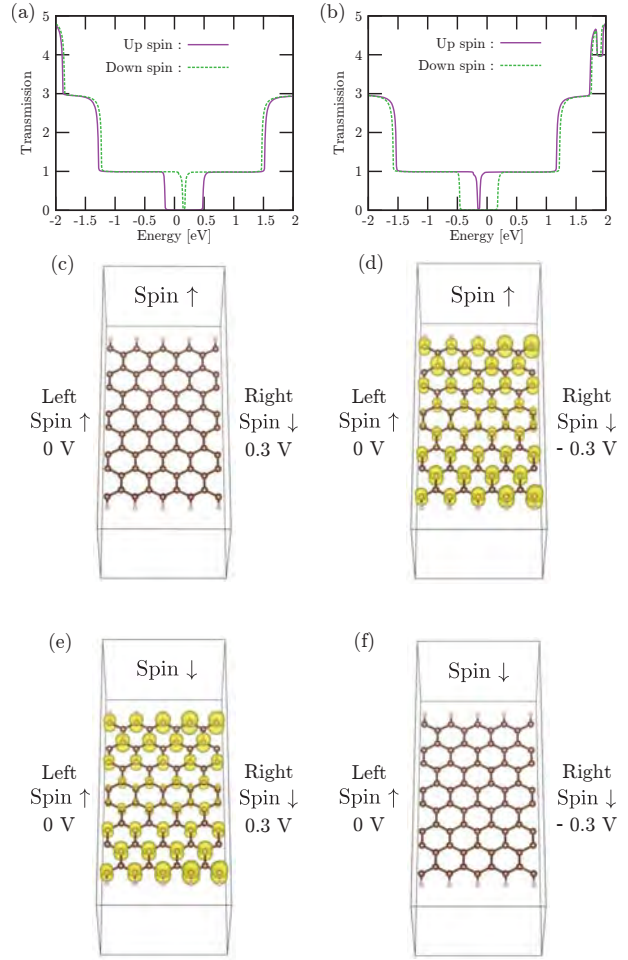 (a)
5
4
3
2
1
0
Transmission
Up spin :
Down spin :
-2 -1.5 -1 -0.5 0 0.5 1 1.5 2
Energy [eV]
(b)
5
4
3
2
1
0
Transmission
Up spin :
Down spin :
-2 -1.5 -1 -0.5 0 0.5 1 1.5 2
Energy [eV]
(c)
Spin ↑
Left
Spin ↑
0 V
Right
Spin ↓
0.3 V
(d)
Spin ↑
Left
Spin ↑
0 V
Right
Spin ↓
- 0.3 V
(e)
Spin ↓
Left
Spin ↑
0 V
Right
Spin ↓
0.3 V
(f)
Spin ↓
Left
Spin ↑
0 V
Right
Spin ↓
- 0.3 V